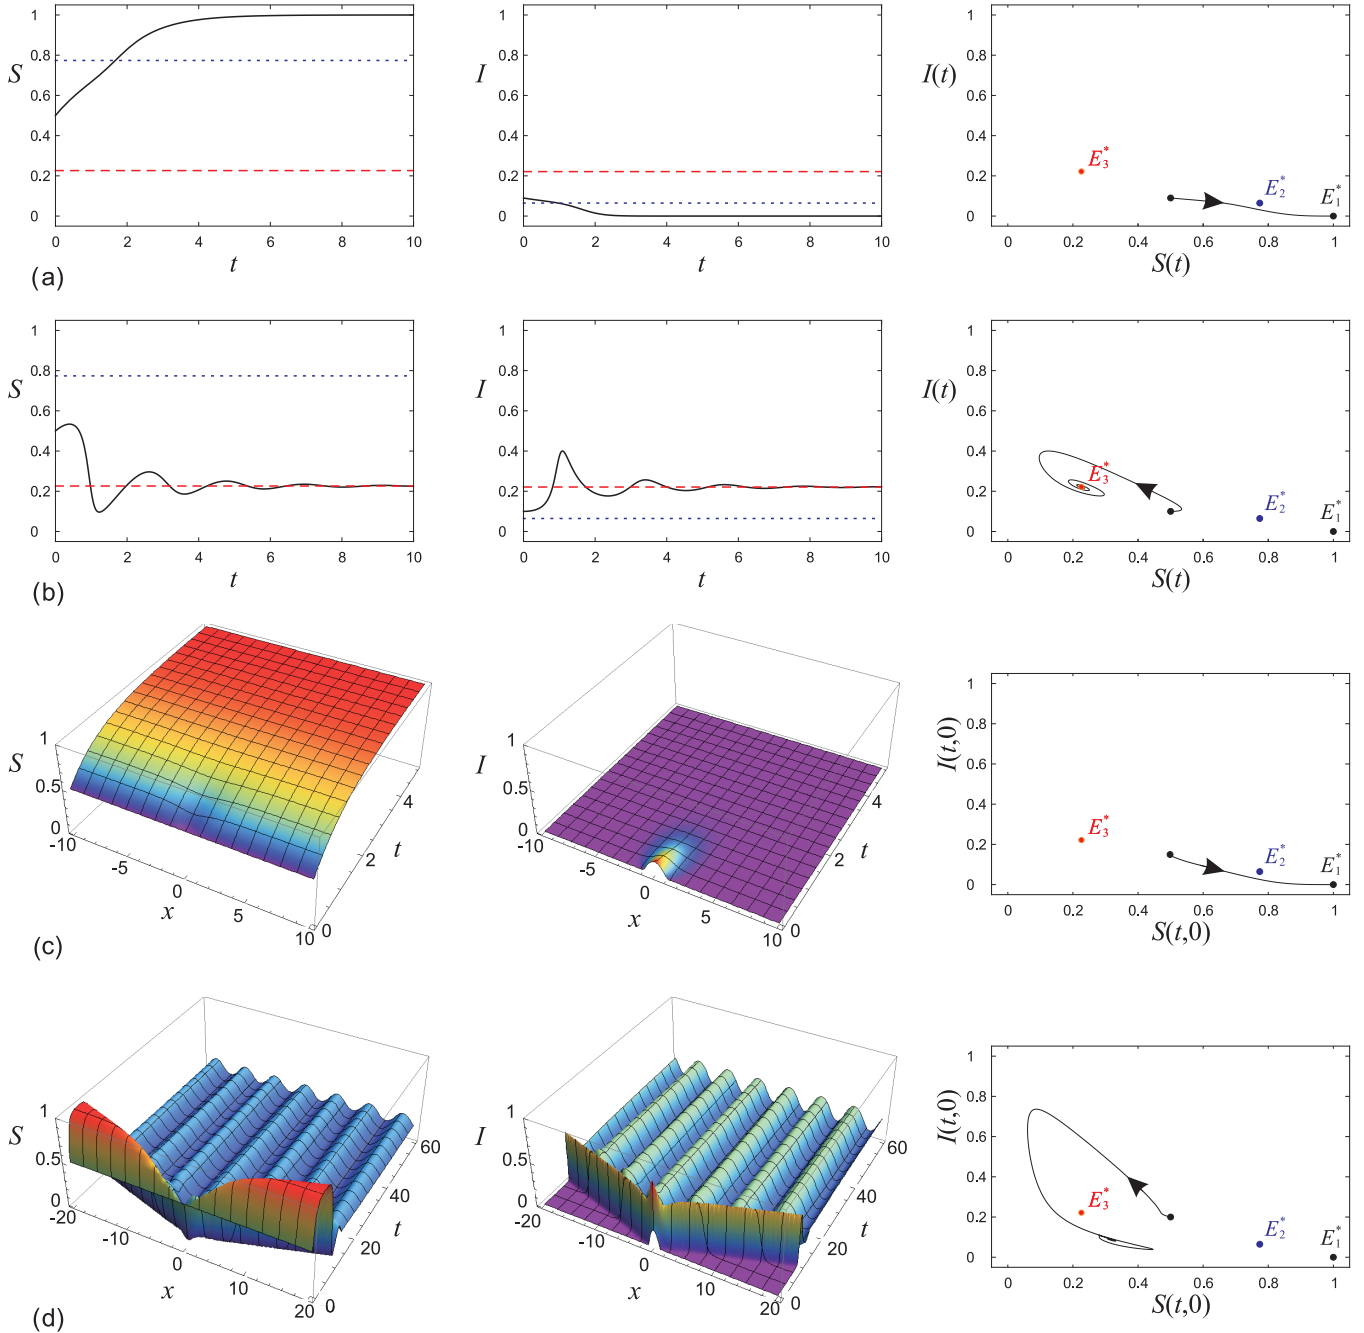 1
0.8
S
0.6
0.4
0.2
0
0 2 4 6 8 10
t
(a)
1
0.8
I
0.6
0.4
0.2
0
0 2 4 6 8 10
t
1
I(t)
0.8
0.6
0.4
0.2
0
E3*
E2*
E1*
0 0.2 0.4 0.6 0.8 1
S(t)
1
0.8
S
0.6
0.4
0.2
0
0 2 4 6 8 10
t
(b)
1
0.8
I
0.6
0.4
0.2
0
0 2 4 6 8 10
t
1
I(t)
0.8
0.6
0.4
0.2
0
E3*
E2*
E1*
0 0.2 0.4 0.6 0.8 1
S(t)
S
1
0.5
0
-10 -5 0 5 10
x
0 2 4
t
(c)
I
1
0.5
0
-10 -5 0 5 10
x
0 2 4
t
I(t,0)
1
0.8
0.6
0.4
0.2
0
E3*
E2*
E1*
0 0.2 0.4 0.6 0.8 1
S(t,0)
S
1
0.5
0
-20 -10 0 10 20
x
0 20 40 60
t
(d)
I
1
0.5
0
-20 -10 0 10 20
x
0 20 40 60
t
I(t,0)
1
0.8
0.6
0.4
0.2
0
E3*
E2*
E1*
0 0.2 0.4 0.6 0.8 1
S(t,0)